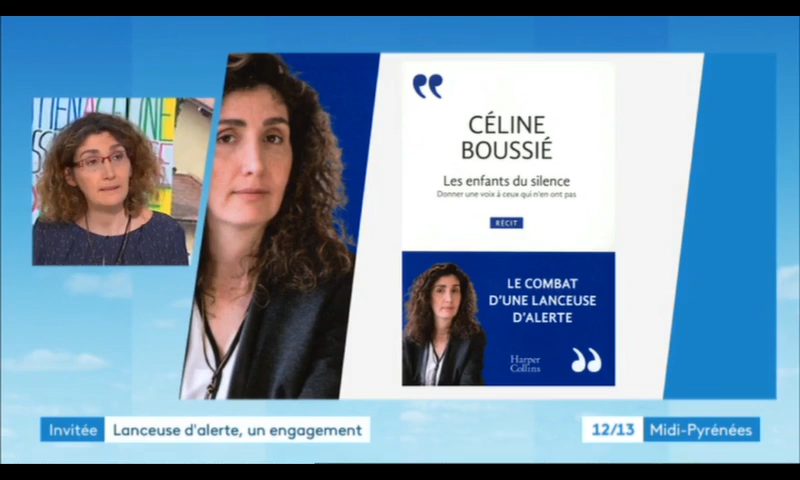 CÉLINE
BOUSSIÉ
Les enfants du silence
Donner une voix à ceux qui n'en ont pas
RÉCIT
LE COMBAT
D'UNE LANCEUSE
D'ALERTE
Harper
Collins
Invitée Lanceuse d'alerte, un engagement
12/13 Midi-Pyrénées